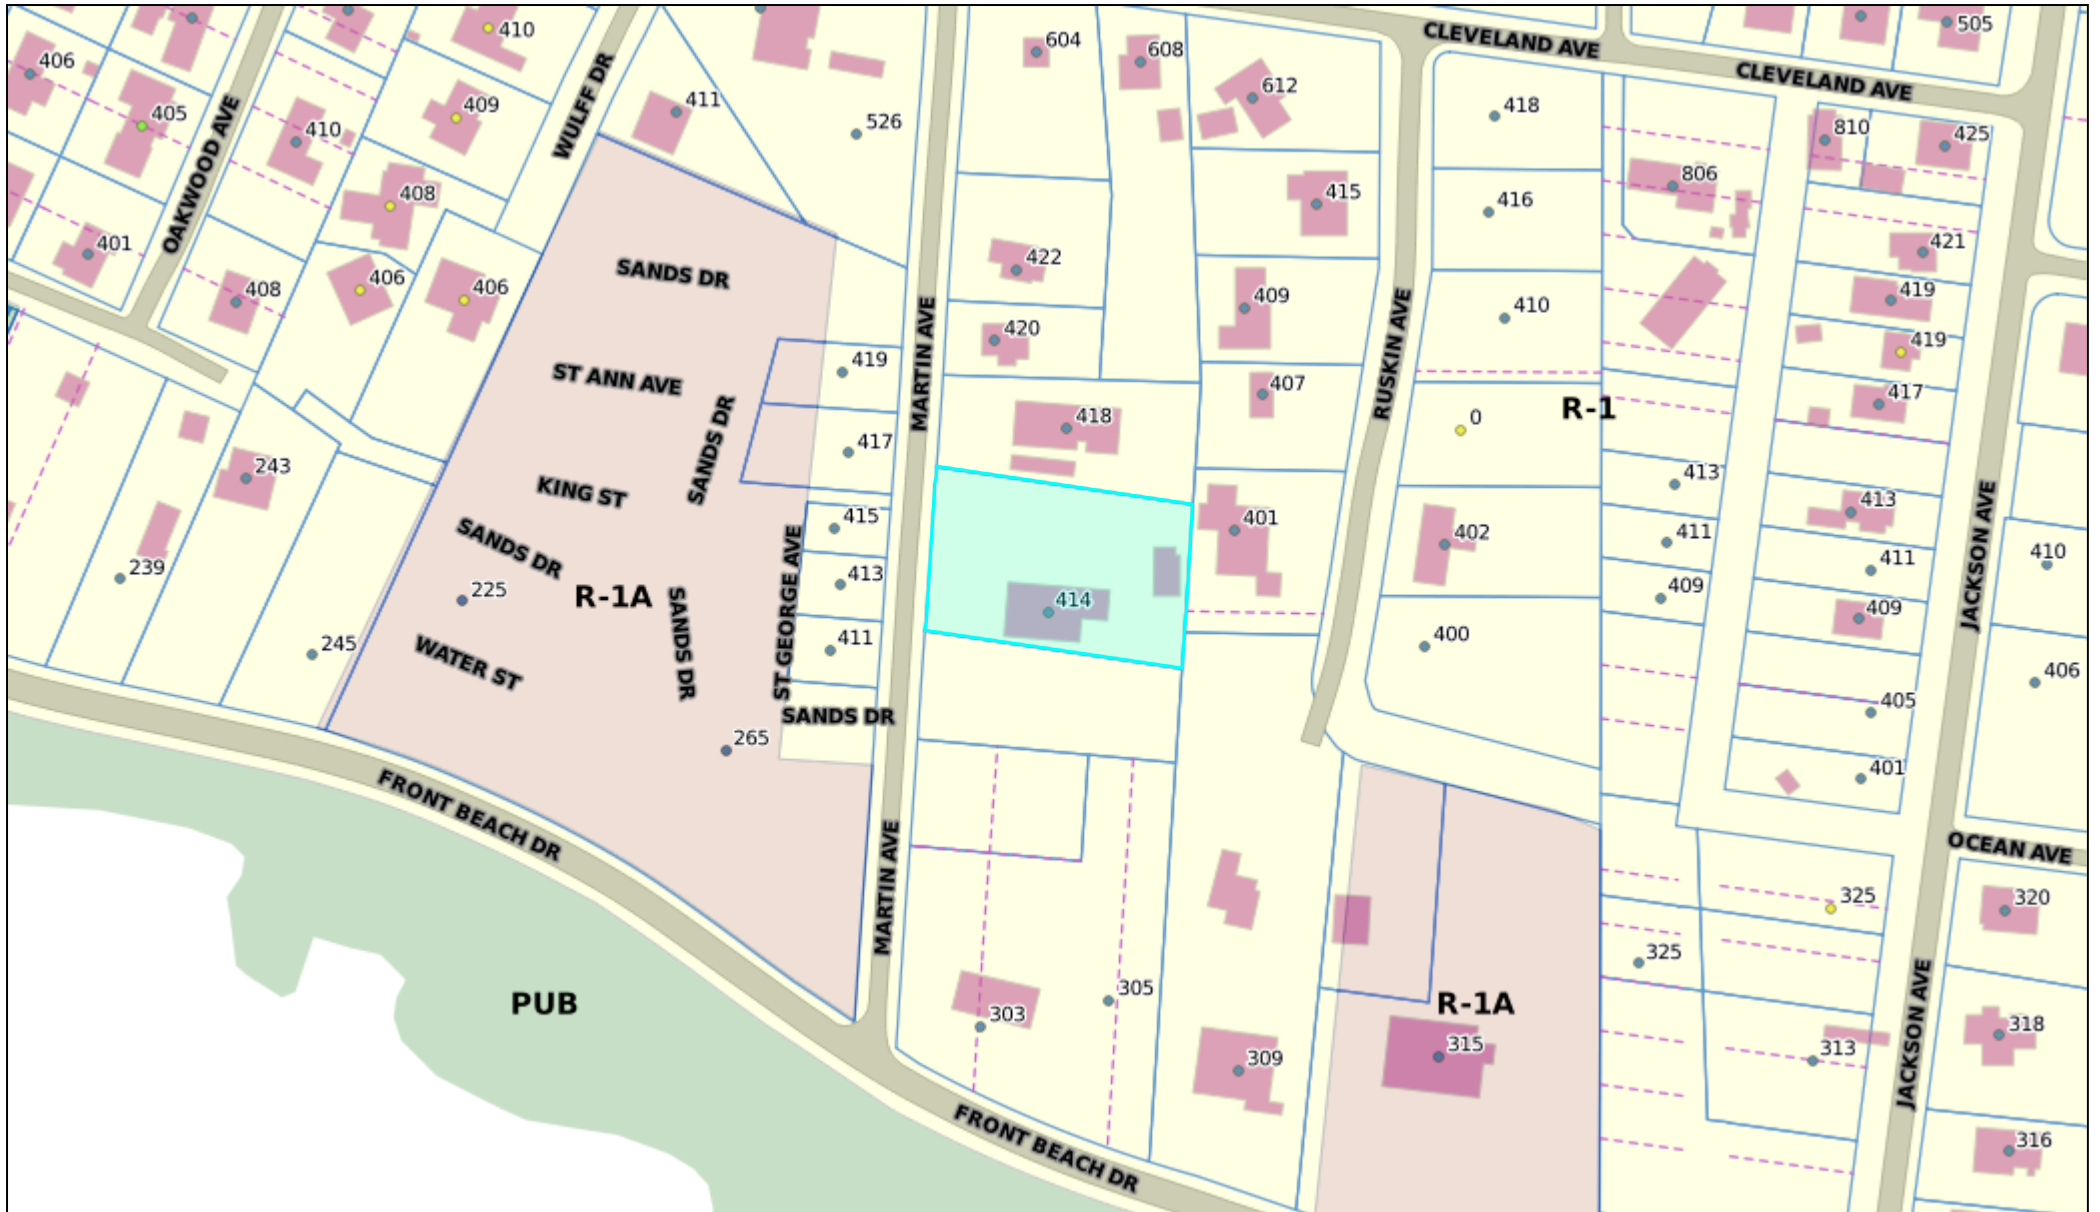 CLEVELAND AVE
CLEVELAND AVE
505
410
604
608
406
405
409
411
526
612
418
810
425
410
WULFF DR
OAKWOOD AVE
408
415
416
806
401
422
421
408
406
406
SANDS DR
409
410
419
420
419
MARTIN AVE
RUSKIN AVE
419
ST ANN AVE
407
417
SANDS DR
418
0
R-1
417
243
413
KING ST
415
401
402
413
411
SANDS DR
ST GEORGE AVE
413
411
JACKSON AVE
410
239
225
R-1A
414
409
409
SANDS DR
411
400
245
WATER ST
406
405
SANDS DR
265
401
FRONT BEACH DR
OCEAN AVE
MARTIN AVE
325
320
325
PUB
303
305
R-1A
318
315
309
313
JACKSON AVE
FRONT BEACH DR
316